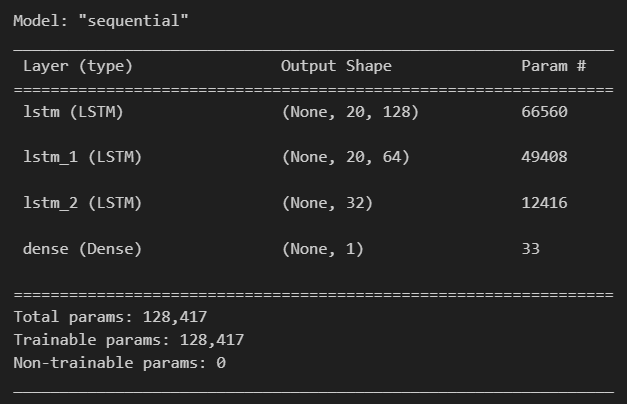 Model: "sequential"
_________________________________________________________________
Layer (type) Output Shape Param #
=================================================================
lstm (LSTM) (None, 20, 128) 66560
lstm_1 (LSTM) (None, 20, 64) 49408
lstm_2 (LSTM) (None, 32) 12416
dense (Dense) (None, 1) 33
=================================================================
Total params: 128,417
Trainable params: 128,417
Non-trainable params: 0
_________________________________________________________________